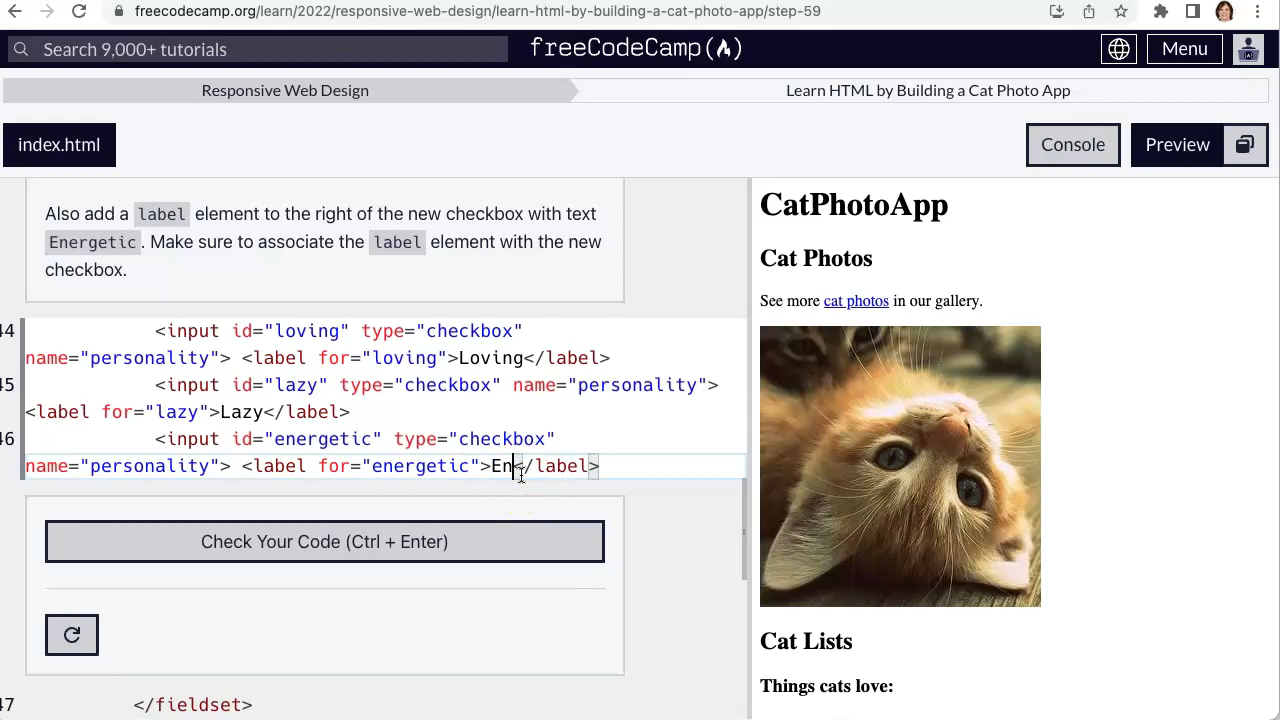 freecodecamp.org/learn/2022/responsive-web-design/learn-html-by-building-a-cat-photo-app/step-59
Search 9,000+ tutorials
freeCodeCamp
Menu
Responsive Web Design
Learn HTML by Building a Cat Photo App
index.html
Console
Preview
Also add a label element to the right of the new checkbox with text
Energetic. Make sure to associate the label element with the new
checkbox.
44 <input id="loving" type="checkbox"
name="personality"> <label for="loving">Loving</label>
45 <input id="lazy" type="checkbox" name="personality">
<label for="lazy">Lazy</label>
46 <input id="energetic" type="checkbox"
name="personality"> <label for="energetic">En</label>
Check Your Code (Ctrl + Enter)
47 </fieldset>
CatPhotoApp
Cat Photos
See more cat photos in our gallery.
Cat Lists
Things cats love: